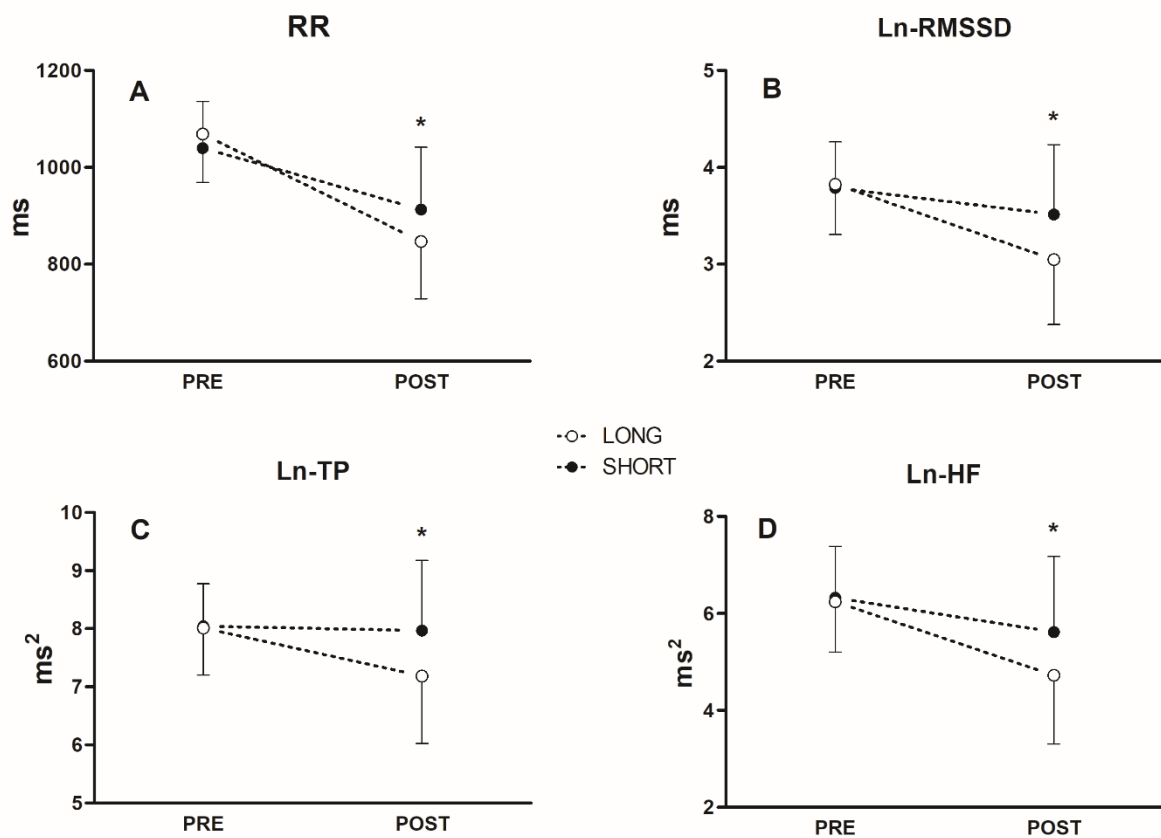 RR
A
*
1200
1000
800
600
ms
PRE
POST
Ln-RMSSD
B
*
5
4
3
2
ms
PRE
POST
LONG
SHORT
Ln-TP
C
*
10
9
8
7
6
5
ms²
PRE
POST
Ln-HF
D
*
8
6
4
2
ms²
PRE
POST